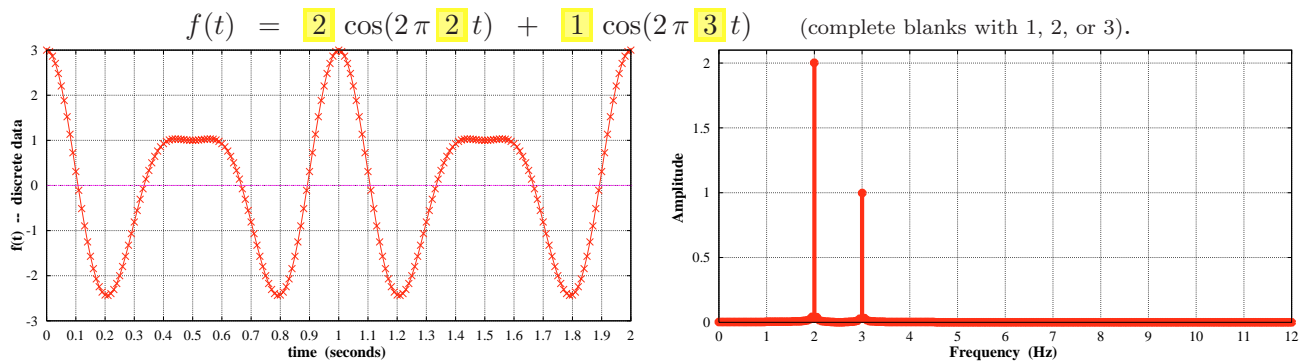 f(t) = 2 cos(2 π 2 t) + 1 cos(2 π 3 t) (complete blanks with 1, 2, or 3).
f(t) -- discrete data
3
2
1
0
-1
-2
-3
0 0.1 0.2 0.3 0.4 0.5 0.6 0.7 0.8 0.9 1 1.1 1.2 1.3 1.4 1.5 1.6 1.7 1.8 1.9 2
time (seconds)
Amplitude
2
1.5
1
0.5
0
0 1 2 3 4 5 6 7 8 9 10 11 12
Frequency (Hz)